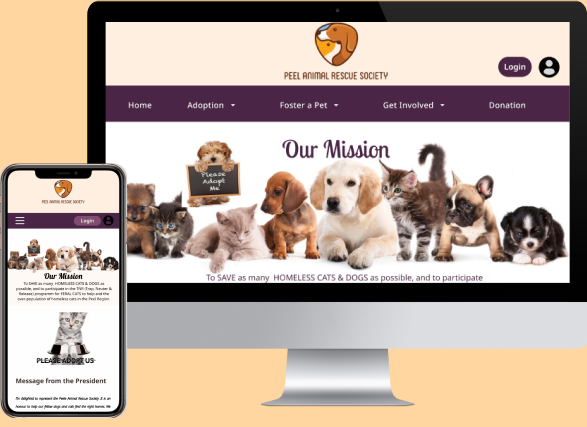 PEEL ANIMAL RESCUE SOCIETY
Login
Home Adoption Foster a Pet Get Involved Donation
Our Mission
Please
Adopt
Me
To SAVE as many HOMELESS CATS & DOGS as possible, and to participate
PEEL ANIMAL RESCUE SOCIETY
Login
Our Mission
To SAVE as many HOMELESS CATS & DOGS as
possible, and to participate in the TNR (Trap, Neuter &
Release) programm for FERAL CATS to help end the
over-population of homeless cats in the Peel Region.
PLEASE ADOPT US
Message from the President
I'm delighted to represent the Peele Animal Rescue Society. It is an
honour to help our fellow dogs and cats find the right homes. We